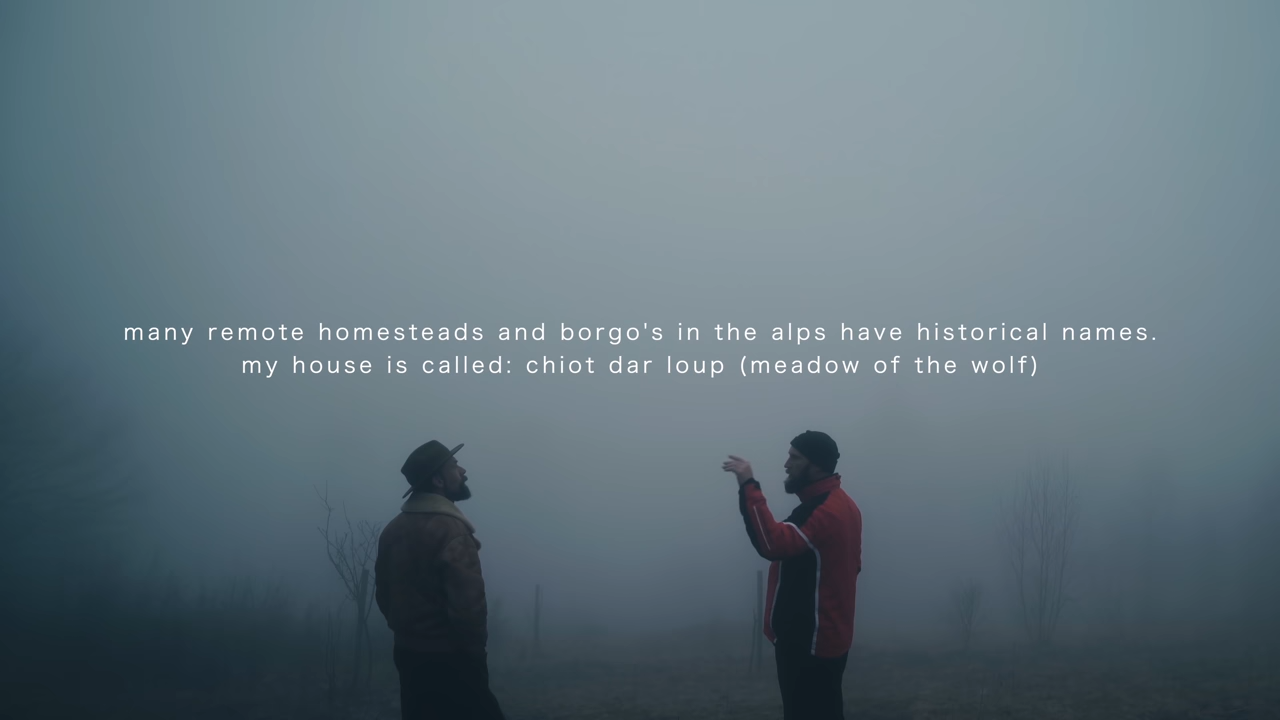 many remote homesteads and borgo's in the alps have historical names.
my house is called: chiot dar loup (meadow of the wolf)